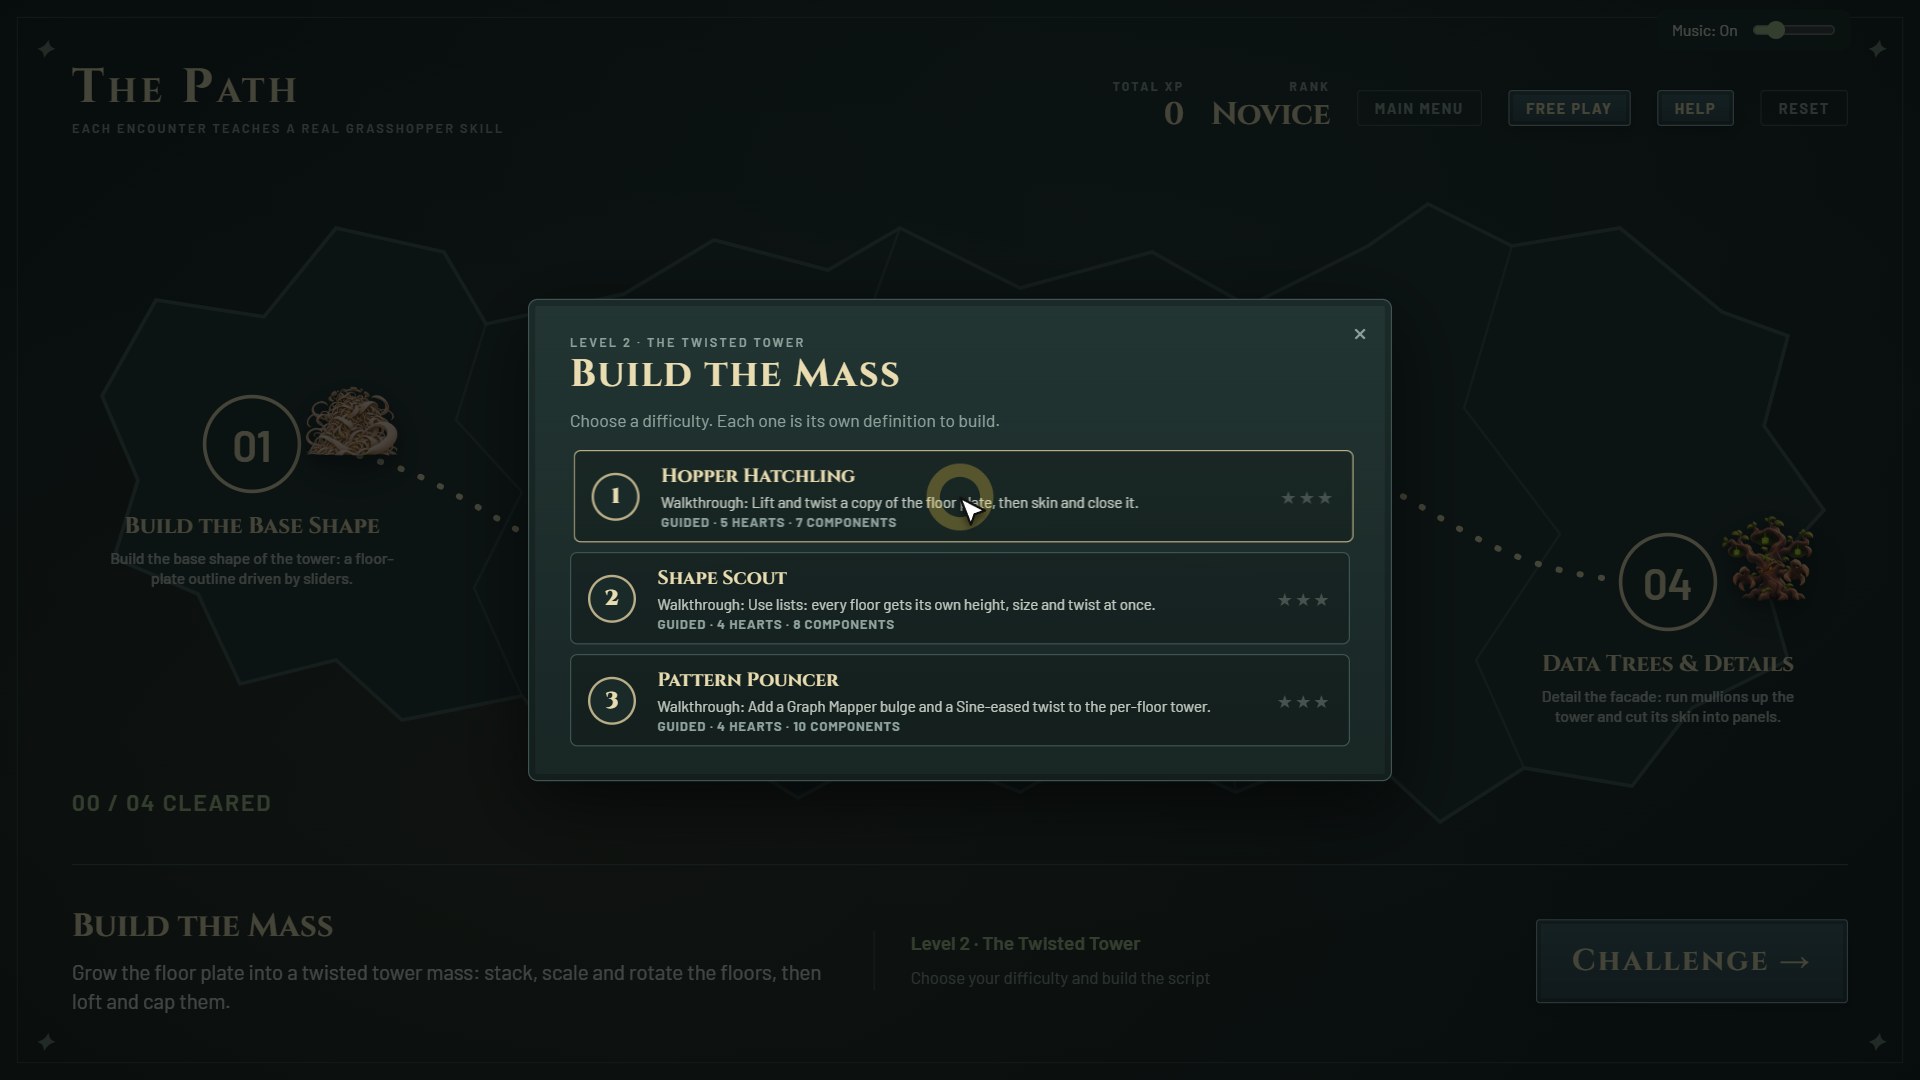 Music: On
The Path
EACH ENCOUNTER TEACHES A REAL GRASSHOPPER SKILL
TOTAL XP
0
RANK
Novice
MAIN MENU
FREE PLAY
HELP
RESET
LEVEL 2 · THE TWISTED TOWER
Build the Mass
×
Choose a difficulty. Each one is its own definition to build.
1
Hopper Hatchling
Walkthrough: Lift and twist a copy of the floor plate, then skin and close it.
GUIDED · 5 HEARTS · 7 COMPONENTS
★★★
2
Shape Scout
Walkthrough: Use lists: every floor gets its own height, size and twist at once.
GUIDED · 4 HEARTS · 8 COMPONENTS
★★★
3
Pattern Pouncer
Walkthrough: Add a Graph Mapper bulge and a Sine-eased twist to the per-floor tower.
GUIDED · 4 HEARTS · 10 COMPONENTS
★★★
01
Build the Base Shape
Build the base shape of the tower: a floor-
plate outline driven by sliders.
04
Data Trees & Details
Detail the facade: run mullions up the
tower and cut its skin into panels.
00 / 04 CLEARED
Build the Mass
Grow the floor plate into a twisted tower mass: stack, scale and rotate the floors, then
loft and cap them.
Level 2 · The Twisted Tower
Choose your difficulty and build the script
Challenge →